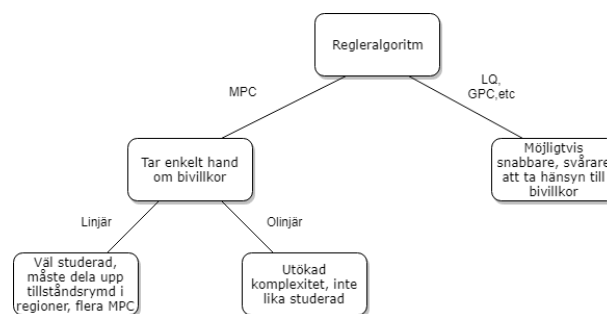 Regleralgoritm
MPC
LQ,
GPC,etc
Tar enkelt hand
om bivillkor
Möjligtvis
snabbare, svårare
att ta hänsyn till
bivillkor
Linjär
Olinjär
Väl studerad,
måste dela upp
tillståndsrymd i
regioner, flera MPC
Utökad
komplexitet, inte
lika studerad